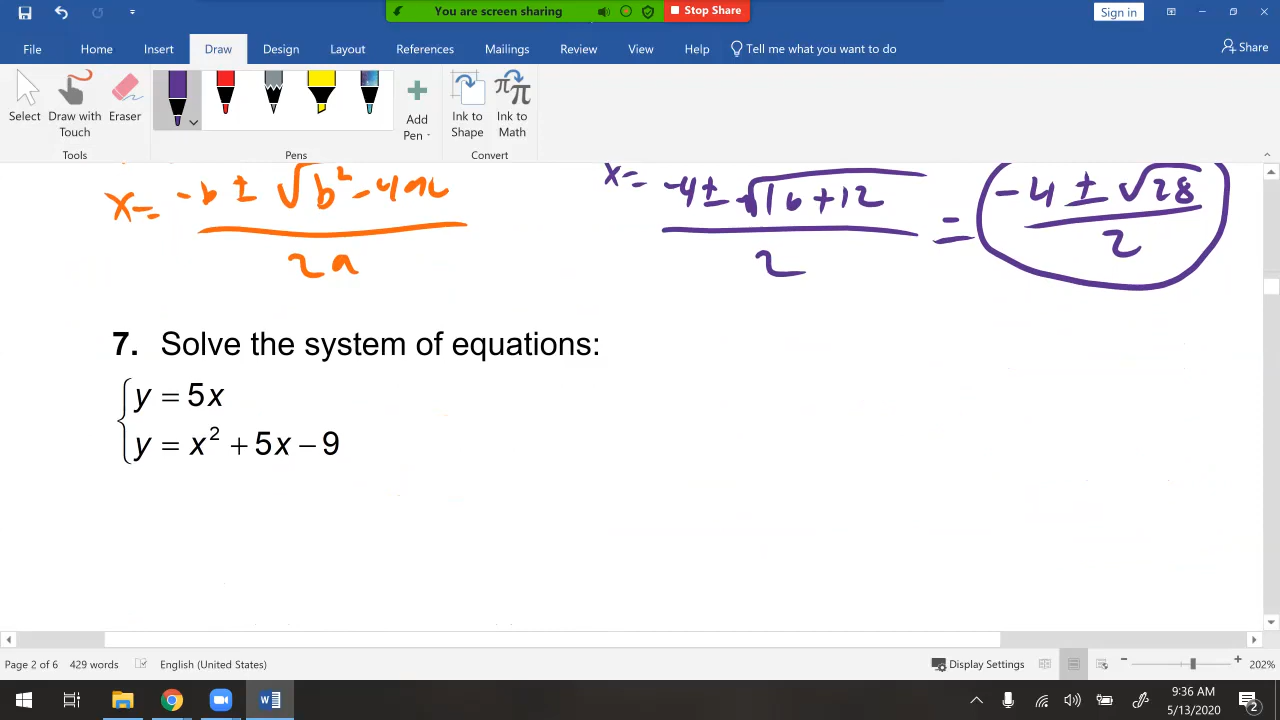 You are screen sharing
Stop Share
Sign in
File Home Insert Draw Design Layout References Mailings Review View Help Tell me what you want to do Share
Select Draw with Touch Eraser Add Pen Ink to Shape Ink to Math
Tools Pens Convert
x= -b ± √b² - 4ac
2a
x= -4 ± √16+12
2
= -4 ± √28
2
7. Solve the system of equations:
y = 5x
y = x² + 5x − 9
Page 2 of 6 429 words English (United States) Display Settings 202%
9:36 AM
5/13/2020
2